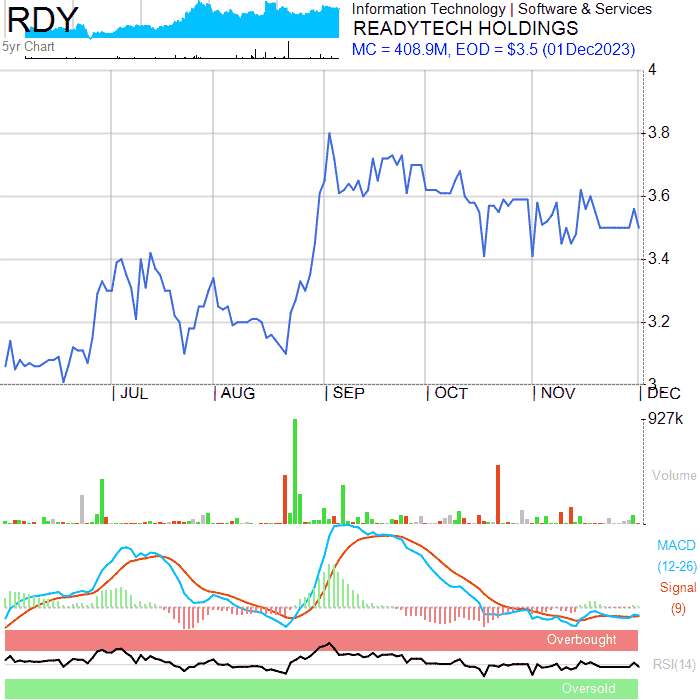 RDY
Information Technology | Software & Services
READYTECH HOLDINGS
5yr Chart
MC = 408.9M, EOD = $3.5 (01Dec2023)
4
3.8
3.6
3.4
3.2
3
JUL
AUG
SEP
OCT
NOV
DEC
927k
Volume
MACD
(12-26)
Signal
(9)
Overbought
RSI(14)
Oversold